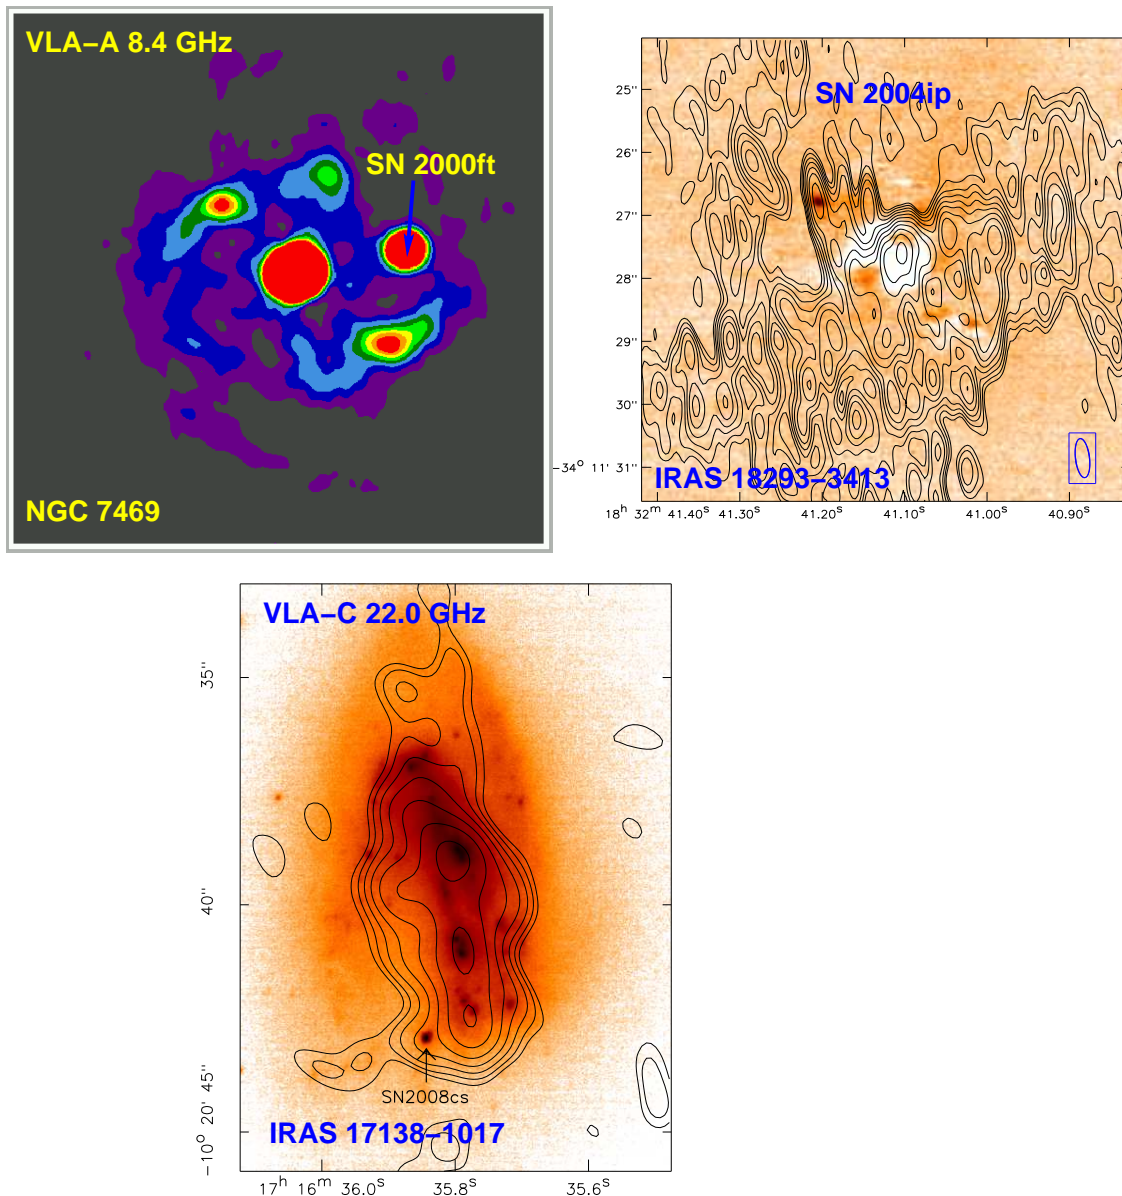 VLA–A 8.4 GHz
SN 2000ft
NGC 7469
SN 2004ip
25''
26''
27''
28''
29''
30''
–34° 11' 31''
IRAS 18293–3413
18ʰ 32ᵐ 41.40ˢ 41.30ˢ 41.20ˢ 41.10ˢ 41.00ˢ 40.90ˢ
VLA–C 22.0 GHz
35''
40''
–10° 20' 45''
SN2008cs
IRAS 17138–1017
17ʰ 16ᵐ 36.0ˢ 35.8ˢ 35.6ˢ